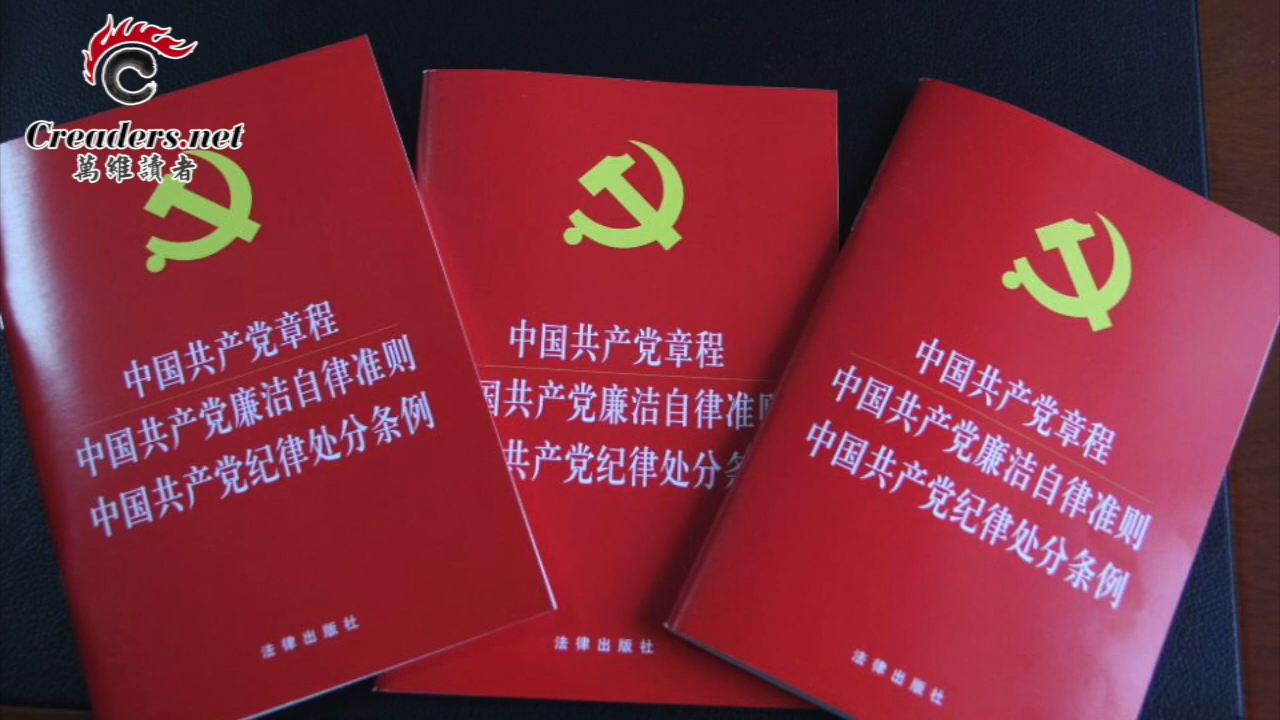 Creaders.net
萬維讀者
中国共产党章程
中国共产党廉洁自律准则
中国共产党纪律处分条例
法律出版社
中国共产党章程
国共产党廉洁自律准则
共产党纪律处分条
法律出版社
中国共产党章程
中国共产党廉洁自律准则
中国共产党纪律处分条例
法律出版社